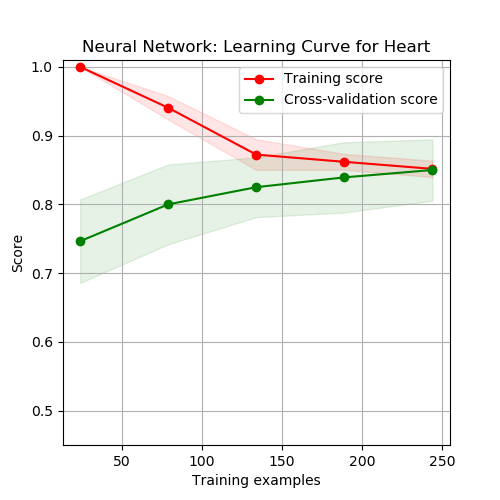 Neural Network: Learning Curve for Heart
Training score
Cross-validation score
1.0
0.9
0.8
0.7
0.6
0.5
Score
50
100
150
200
250
Training examples